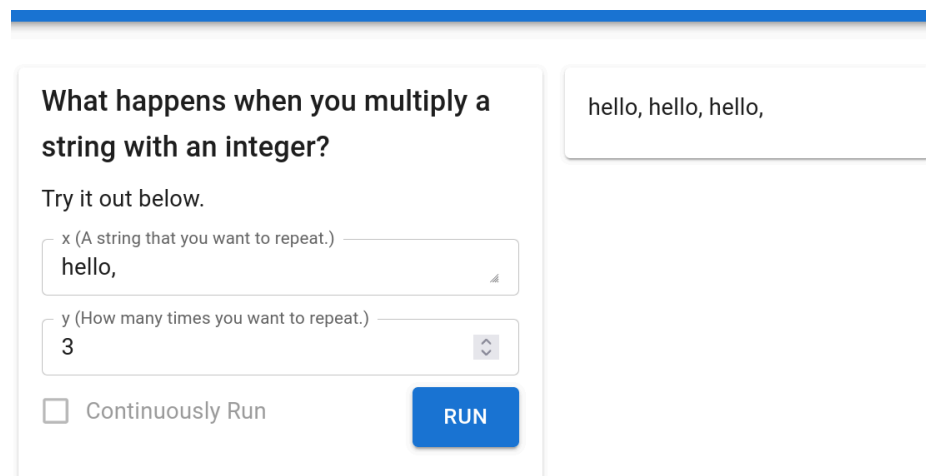 What happens when you multiply a
string with an integer?
Try it out below.
x (A string that you want to repeat.)
hello,
y (How many times you want to repeat.)
3
Continuously Run
RUN
hello, hello, hello,